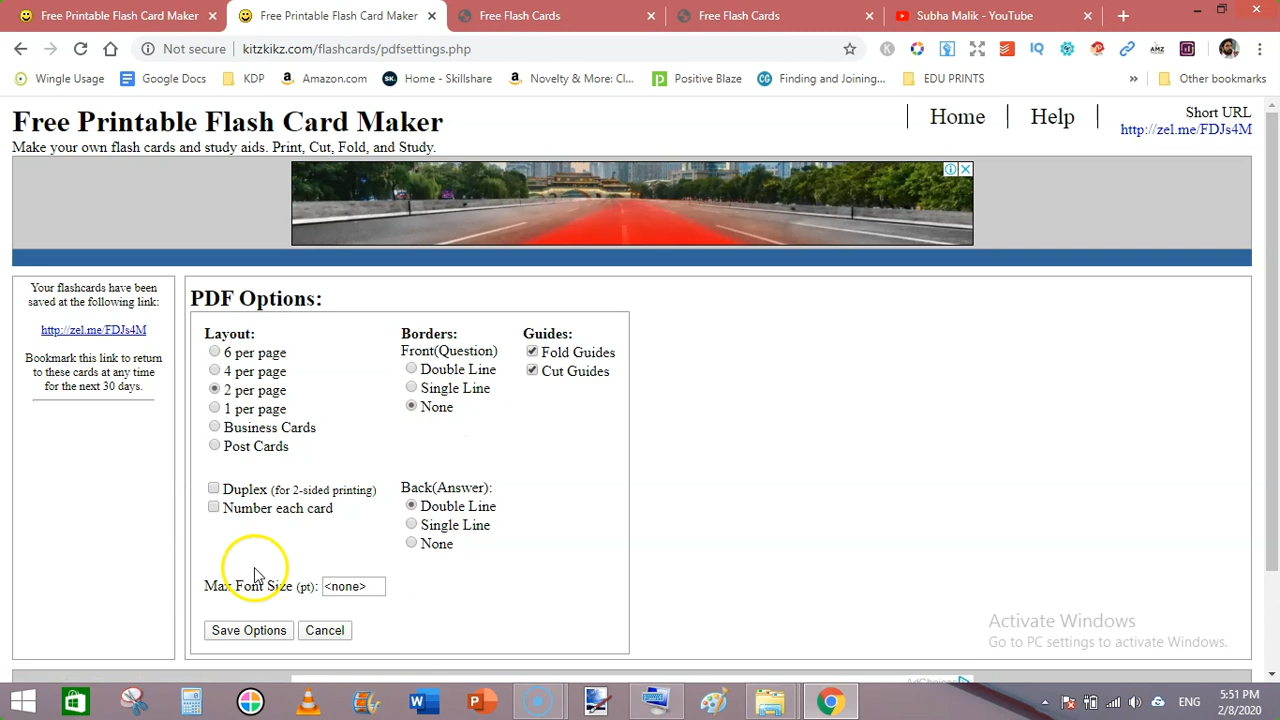 Free Printable Flash Card Maker
Free Printable Flash Card Maker
Free Flash Cards
Free Flash Cards
Subha Malik - YouTube
Not secure
kitzkikz.com/flashcards/pdfsettings.php
Wingle Usage
Google Docs
KDP
Amazon.com
Home - Skillshare
Novelty & More: Cl...
Positive Blaze
Finding and Joining...
EDU PRINTS
»
Other bookmarks
Free Printable Flash Card Maker
Make your own flash cards and study aids. Print, Cut, Fold, and Study.
Home
Help
Short URL
http://zel.me/FDJs4M
Your flashcards have been
saved at the following link:
http://zel.me/FDJs4M
Bookmark this link to return
to these cards at any time
for the next 30 days.
PDF Options:
Layout:
6 per page
4 per page
2 per page
1 per page
Business Cards
Post Cards
Duplex (for 2-sided printing)
Number each card
Max Font Size (pt): <none>
Save Options
Cancel
Borders:
Front(Question)
Double Line
Single Line
None
Back(Answer):
Double Line
Single Line
None
Guides:
Fold Guides
Cut Guides
Activate Windows
Go to PC settings to activate Windows.
AdChoices
ENG
5:51 PM
2/8/2020